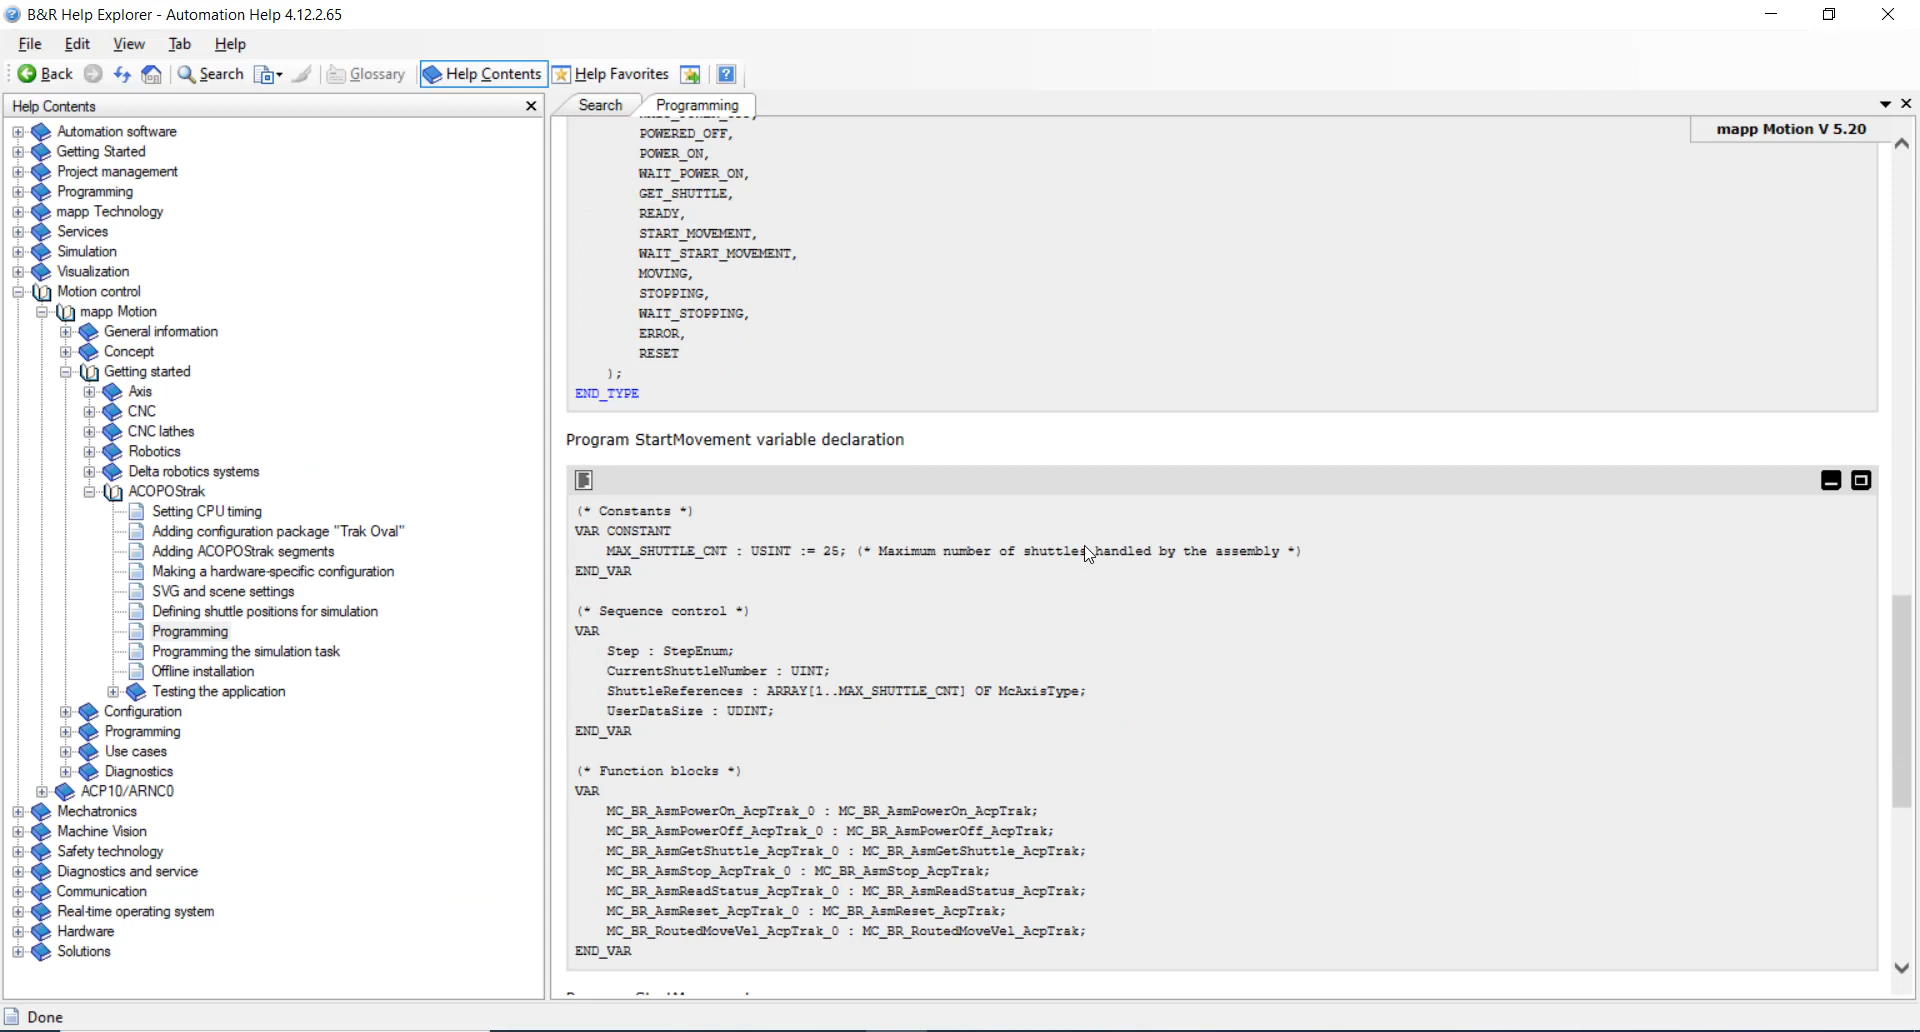 B&R Help Explorer - Automation Help 4.12.2.65
File Edit View Tab Help
Back Search Glossary Help Contents Help Favorites
Help Contents
Automation software
Getting Started
Project management
Programming
mapp Technology
Services
Simulation
Visualization
Motion control
mapp Motion
General information
Concept
Getting started
Axis
CNC
CNC lathes
Robotics
Delta robotics systems
ACOPOStrak
Setting CPU timing
Adding configuration package "Trak Oval"
Adding ACOPOStrak segments
Making a hardware-specific configuration
SVG and scene settings
Defining shuttle positions for simulation
Programming
Programming the simulation task
Offline installation
Testing the application
Configuration
Programming
Use cases
Diagnostics
ACP10/ARNC0
Mechatronics
Machine Vision
Safety technology
Diagnostics and service
Communication
Real-time operating system
Hardware
Solutions
Search Programming
mapp Motion V 5.20
POWERED_OFF,
POWER_ON,
WAIT_POWER_ON,
GET_SHUTTLE,
READY,
START_MOVEMENT,
WAIT_START_MOVEMENT,
MOVING,
STOPPING,
WAIT_STOPPING,
ERROR,
RESET
);
END_TYPE
Program StartMovement variable declaration
(* Constants *)
VAR CONSTANT
MAX_SHUTTLE_CNT : USINT := 25; (* Maximum number of shuttles handled by the assembly *)
END_VAR
(* Sequence control *)
VAR
Step : StepEnum;
CurrentShuttleNumber : UINT;
ShuttleReferences : ARRAY[1..MAX_SHUTTLE_CNT] OF McAxisType;
UserDataSize : UDINT;
END_VAR
(* Function blocks *)
VAR
MC_BR_AsmPowerOn_AcpTrak_0 : MC_BR_AsmPowerOn_AcpTrak;
MC_BR_AsmPowerOff_AcpTrak_0 : MC_BR_AsmPowerOff_AcpTrak;
MC_BR_AsmGetShuttle_AcpTrak_0 : MC_BR_AsmGetShuttle_AcpTrak;
MC_BR_AsmStop_AcpTrak_0 : MC_BR_AsmStop_AcpTrak;
MC_BR_AsmReadStatus_AcpTrak_0 : MC_BR_AsmReadStatus_AcpTrak;
MC_BR_AsmReset_AcpTrak_0 : MC_BR_AsmReset_AcpTrak;
MC_BR_RoutedMoveVel_AcpTrak_0 : MC_BR_RoutedMoveVel_AcpTrak;
END_VAR
Done